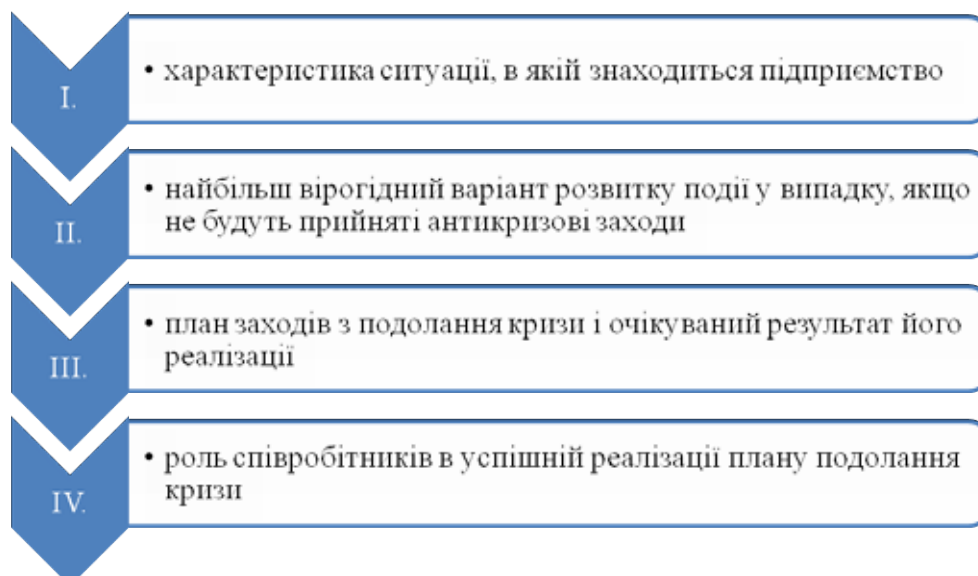 I.
• характеристика ситуації, в якій знаходиться підприємство
II.
• найбільш вірогідний варіант розвитку події у випадку, якщо
не будуть прийняті антикризові заходи
III.
• план заходів з подолання кризи і очікуваний результат його
реалізації
IV.
• роль співробітників в успішній реалізації плану подолання
кризи